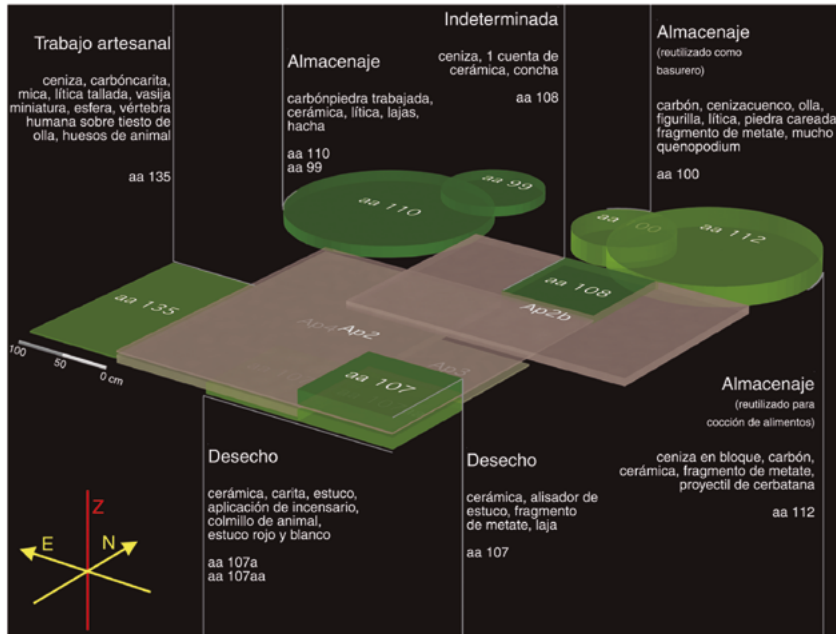 Trabajo artesanal
ceniza, carbóncarita,
mica, lítica tallada, vasija
miniatura, esfera, vértebra
humana sobre tiesto de
olla, huesos de animal
aa 135
Almacenaje
carbónpiedra trabajada,
cerámica, lítica, lajas,
hacha
aa 110
aa 99
Indeterminada
ceniza, 1 cuenta de
cerámica, concha
aa 108
Almacenaje
(reutilizado como
basurero)
carbón, cenizacuenco, olla,
figurilla, lítica, piedra careada
fragmento de metate, mucho
quenopodium
aa 100
aa 99
aa 110
aa 100
aa 112
aa 135
aa 108
Ap4
Ap2
Ap2b
Ap3
aa 107
100
50
0 cm
Desecho
cerámica, carita, estuco,
aplicación de incensario,
colmillo de animal,
estuco rojo y blanco
aa 107a
aa 107aa
Desecho
cerámica, alisador de
estuco, fragmento
de metate, laja
aa 107
Almacenaje
(reutilizado para
cocción de alimentos)
ceniza en bloque, carbón,
cerámica, fragmento de metate,
proyectil de cerbatana
aa 112
Z
E
N